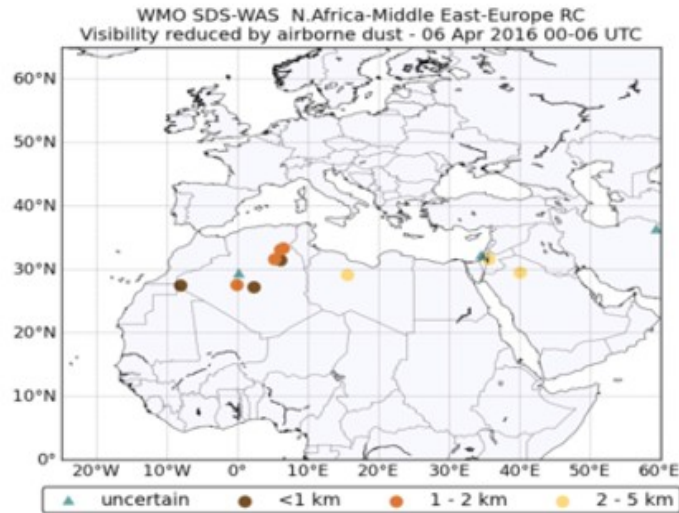 WMO SDS-WAS N.Africa-Middle East-Europe RC
Visibility reduced by airborne dust - 06 Apr 2016 00-06 UTC
60°N
50°N
40°N
30°N
20°N
10°N
0°
20°W 10°W 0° 10°E 20°E 30°E 40°E 50°E 60°E
uncertain <1 km 1 - 2 km 2 - 5 km